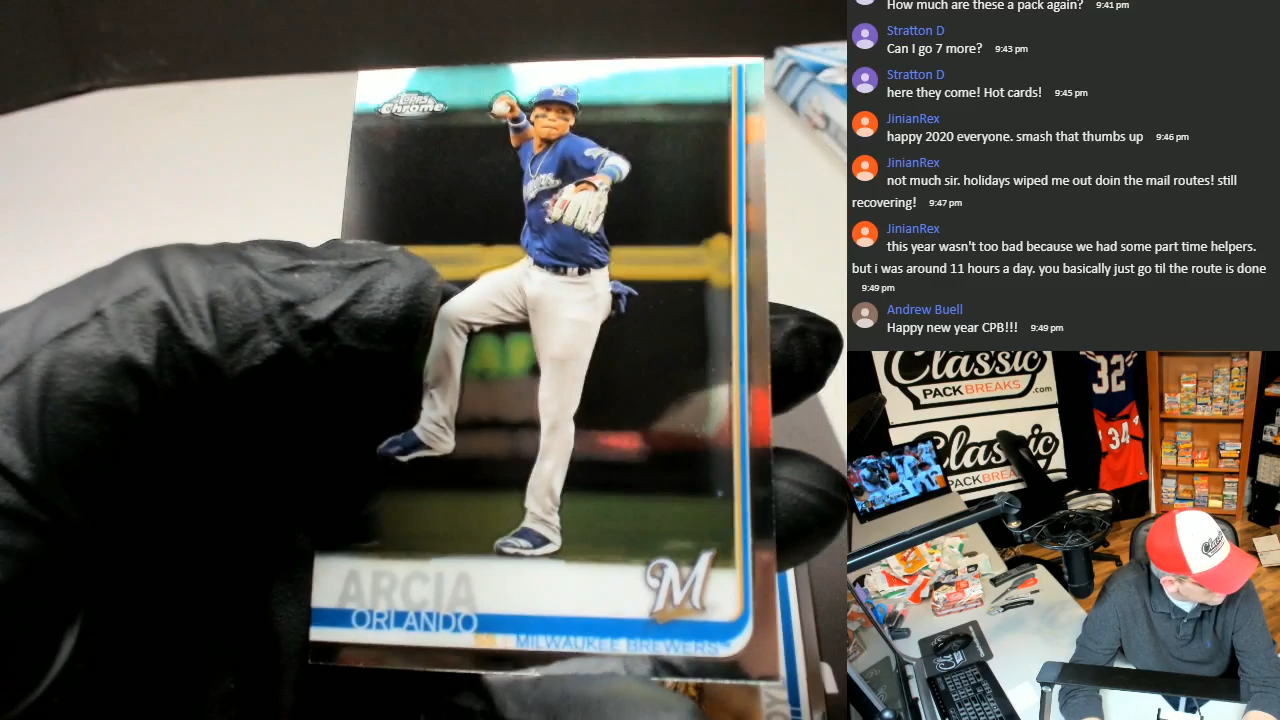 How much are these a pack again? 9:41 pm
Stratton D
Can I go 7 more? 9:43 pm
Stratton D
here they come! Hot cards! 9:45 pm
JinianRex
happy 2020 everyone. smash that thumbs up 9:46 pm
JinianRex
not much sir. holidays wiped me out doin the mail routes! still
recovering! 9:47 pm
JinianRex
this year wasn't too bad because we had some part time helpers.
but i was around 11 hours a day. you basically just go til the route is done
9:49 pm
Andrew Buell
Happy new year CPB!!! 9:49 pm
TOPPS
Chrome
M
ARCIA
ORLANDO
M
SS MILWAUKEE BREWERS
Classic
PACKBREAKS
.com
Classic
PACKBREA
32
34
Classic